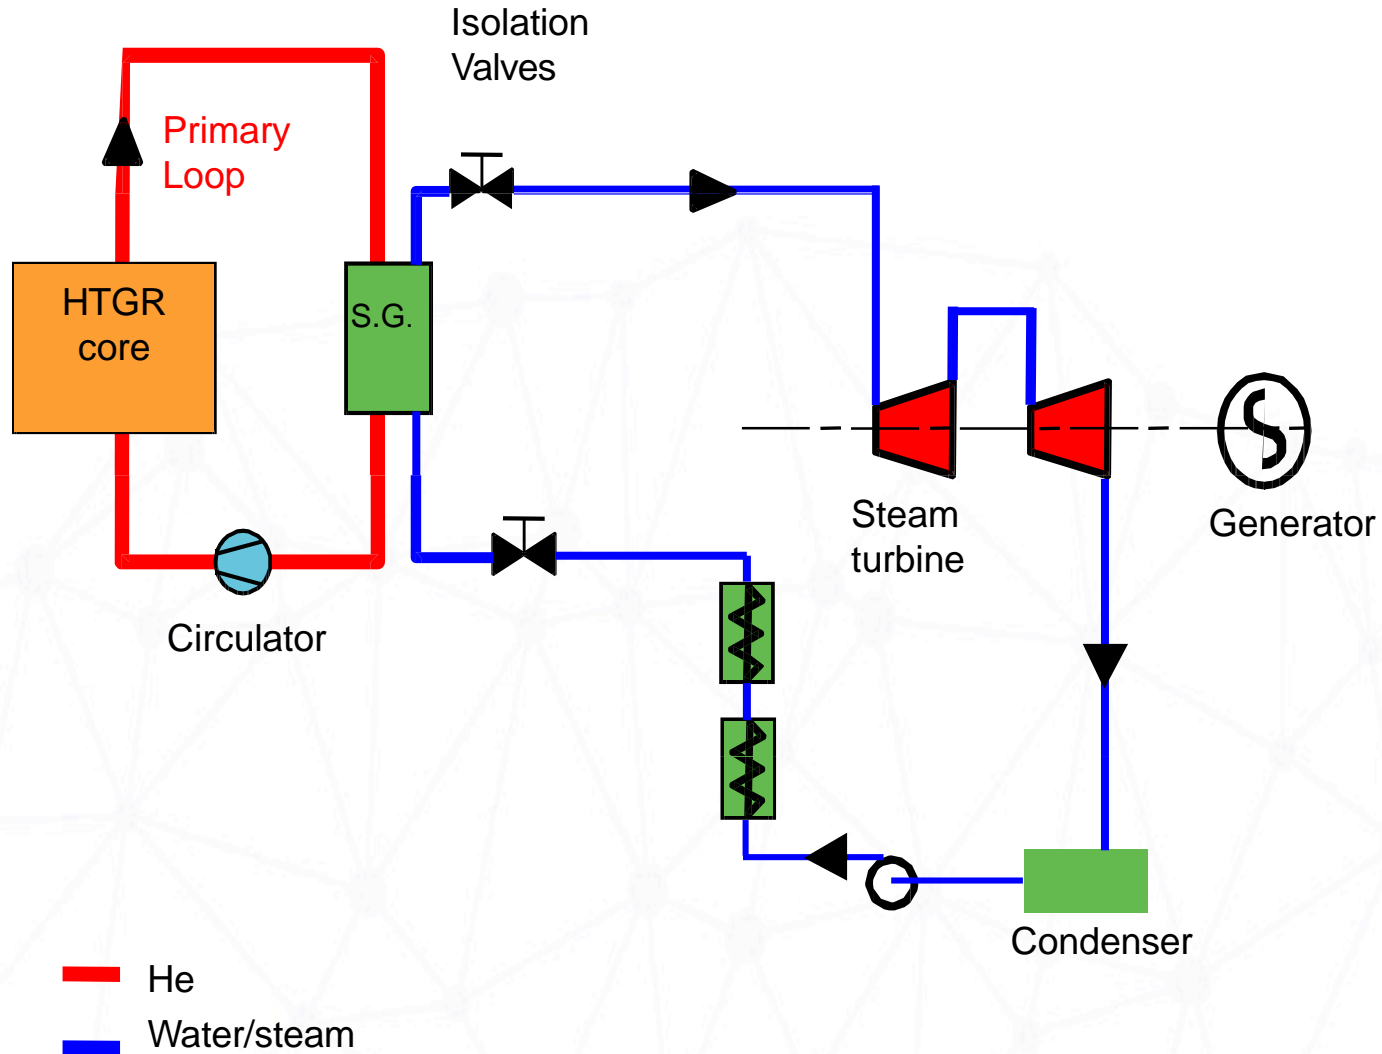 Isolation
Valves
Primary
Loop
HTGR
core
S.G.
Steam
turbine
Generator
Circulator
Condenser
He
Water/steam